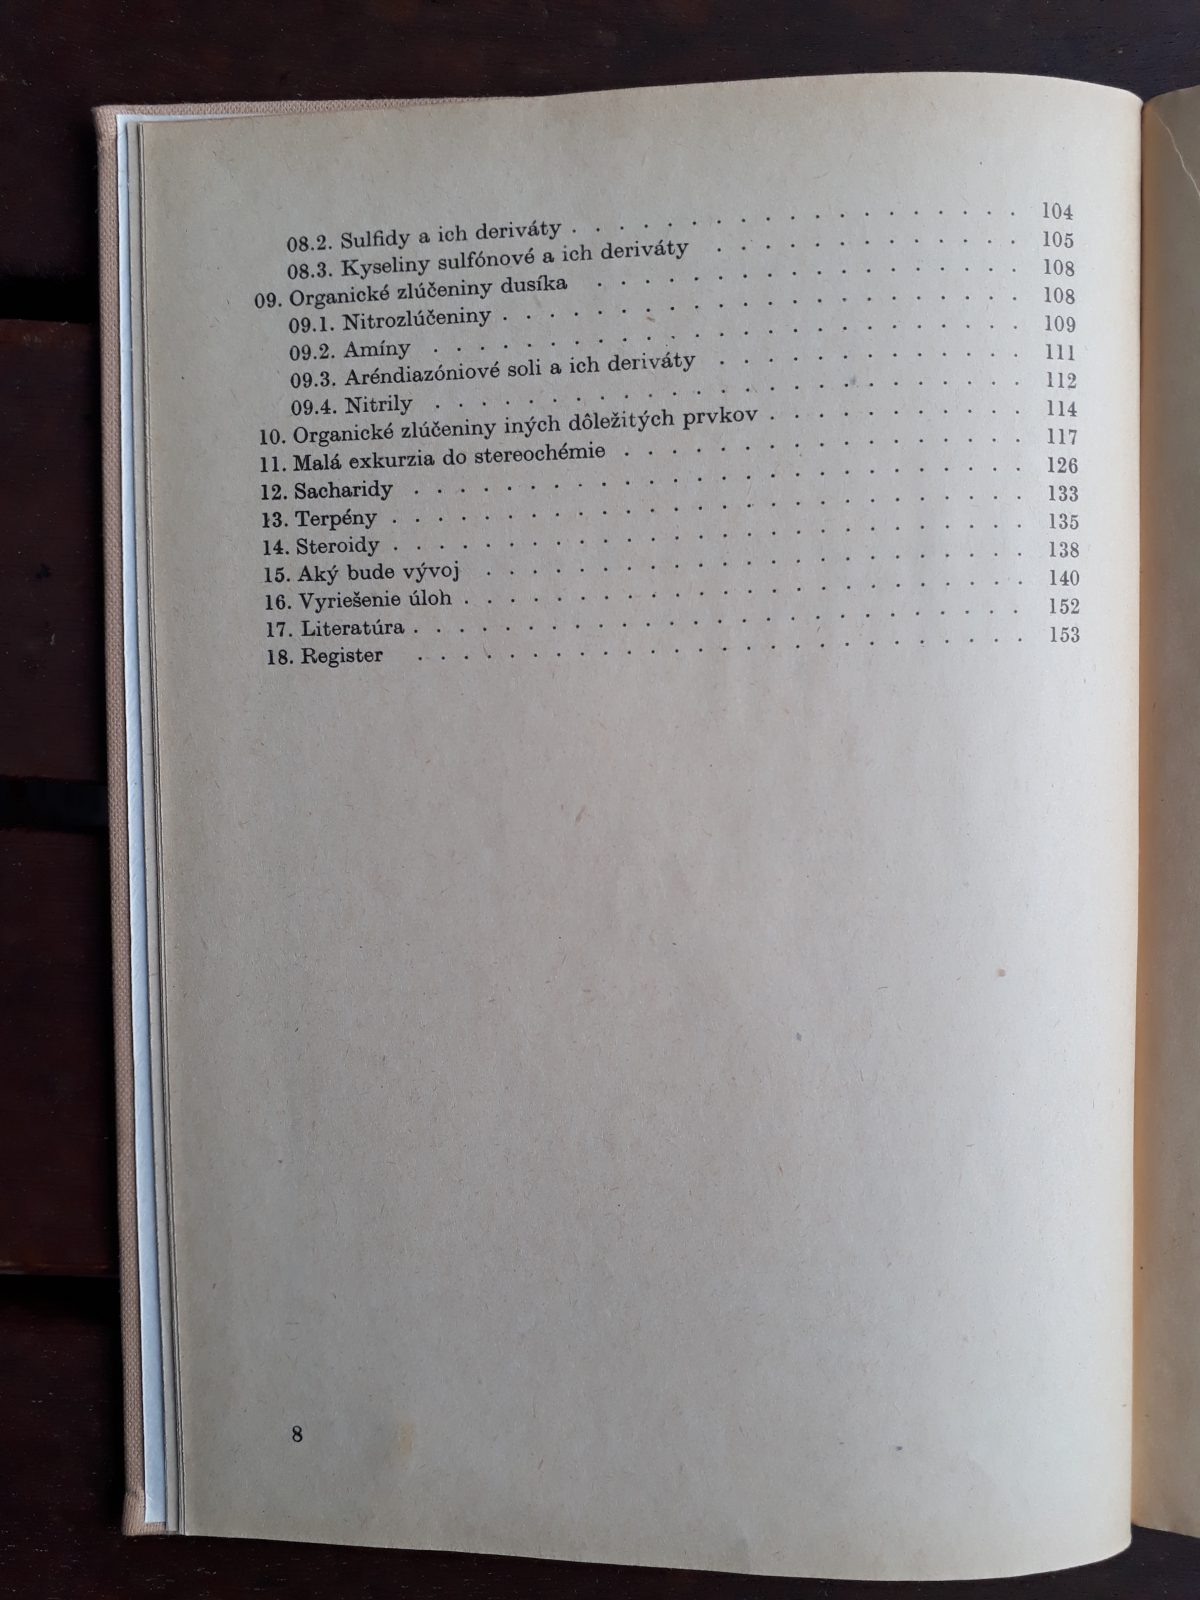 08.2. Sulfidy a ich deriváty . . . . . . . . . . . . . . . . . . . . 104
08.3. Kyseliny sulfónové a ich deriváty . . . . . . . . . . . . . . 105
09. Organické zlúčeniny dusíka . . . . . . . . . . . . . . . . . . . 108
09.1. Nitrozlúčeniny . . . . . . . . . . . . . . . . . . . . . . . 108
09.2. Amíny . . . . . . . . . . . . . . . . . . . . . . . . . . 109
09.3. Aréndiazóniové soli a ich deriváty . . . . . . . . . . . . . . 111
09.4. Nitrily . . . . . . . . . . . . . . . . . . . . . . . . . . 112
10. Organické zlúčeniny iných dôležitých prvkov . . . . . . . . . . . . 114
11. Malá exkurzia do stereochémie . . . . . . . . . . . . . . . . . . 117
12. Sacharidy . . . . . . . . . . . . . . . . . . . . . . . . . . . 126
13. Terpény . . . . . . . . . . . . . . . . . . . . . . . . . . . . 133
14. Steroidy . . . . . . . . . . . . . . . . . . . . . . . . . . . . 135
15. Aký bude vývoj . . . . . . . . . . . . . . . . . . . . . . . . 138
16. Vyriešenie úloh . . . . . . . . . . . . . . . . . . . . . . . . . 140
17. Literatúra . . . . . . . . . . . . . . . . . . . . . . . . . . . 152
18. Register . . . . . . . . . . . . . . . . . . . . . . . . . . . 153
8